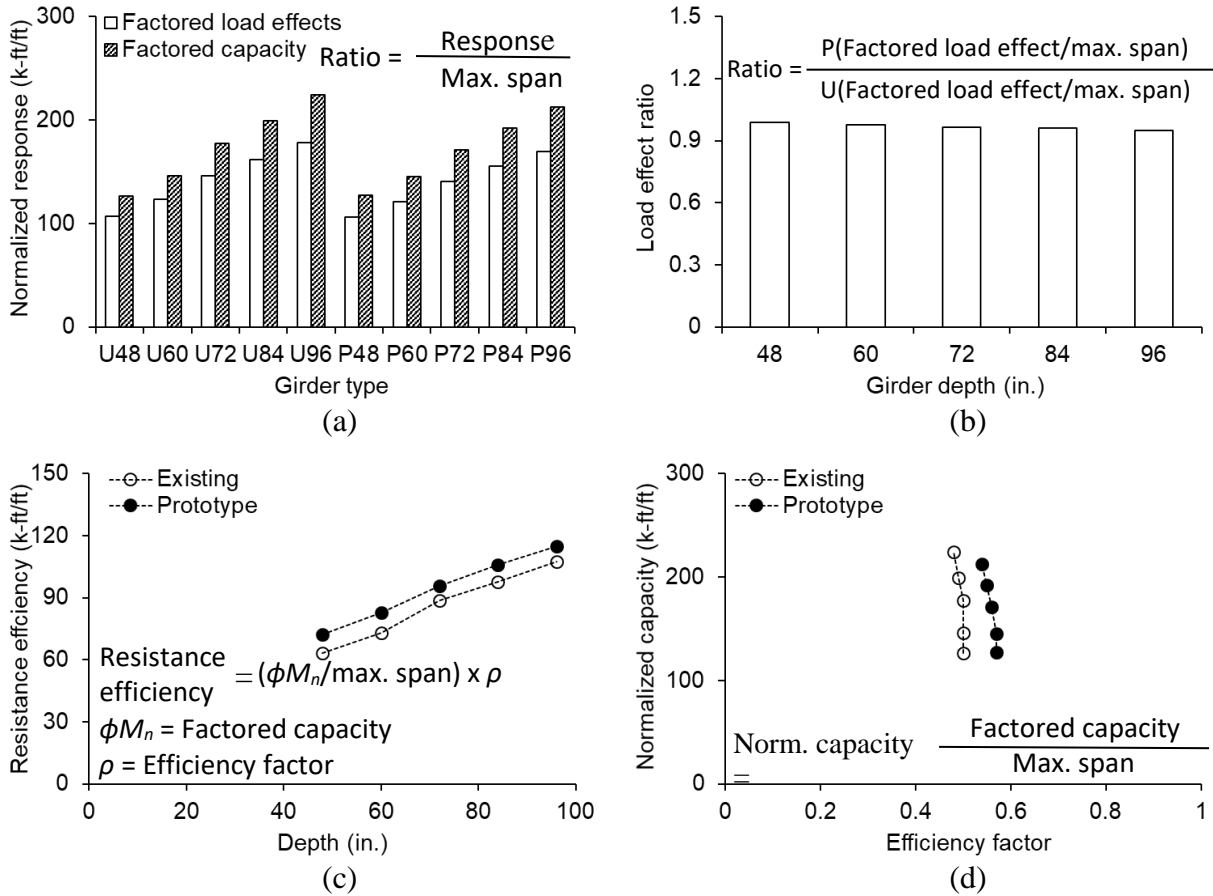 Factored load effects
Factored capacity
Ratio = Response
Max. span
Normalized response (k-ft/ft)
300
200
100
0
U48 U60 U72 U84 U96 P48 P60 P72 P84 P96
Girder type
(a)
Ratio = P(Factored load effect/max. span)
U(Factored load effect/max. span)
Load effect ratio
1.5
1.2
0.9
0.6
0.3
0
48 60 72 84 96
Girder depth (in.)
(b)
Existing
Prototype
Resistance effciency (k-ft/ft)
150
120
90
60
30
0
Resistance
efficiency = (ϕMn/max. span) x ρ
ϕMn = Factored capacity
ρ = Efficiency factor
0 20 40 60 80 100
Depth (in.)
(c)
Existing
Prototype
Normalized capacity (k-ft/ft)
300
200
100
0
Norm. capacity
=
Factored capacity
Max. span
0 0.2 0.4 0.6 0.8 1
Efficiency factor
(d)